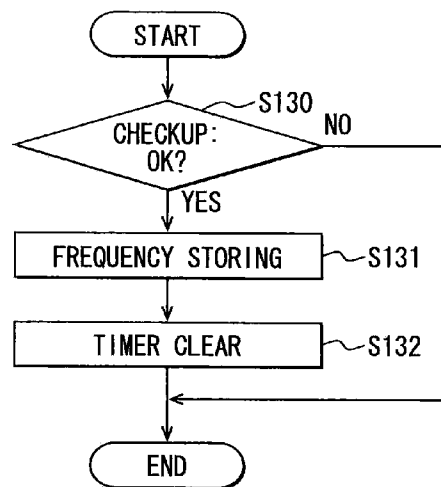 START
S130
CHECKUP:
OK?
NO
YES
FREQUENCY STORING
S131
TIMER CLEAR
S132
END